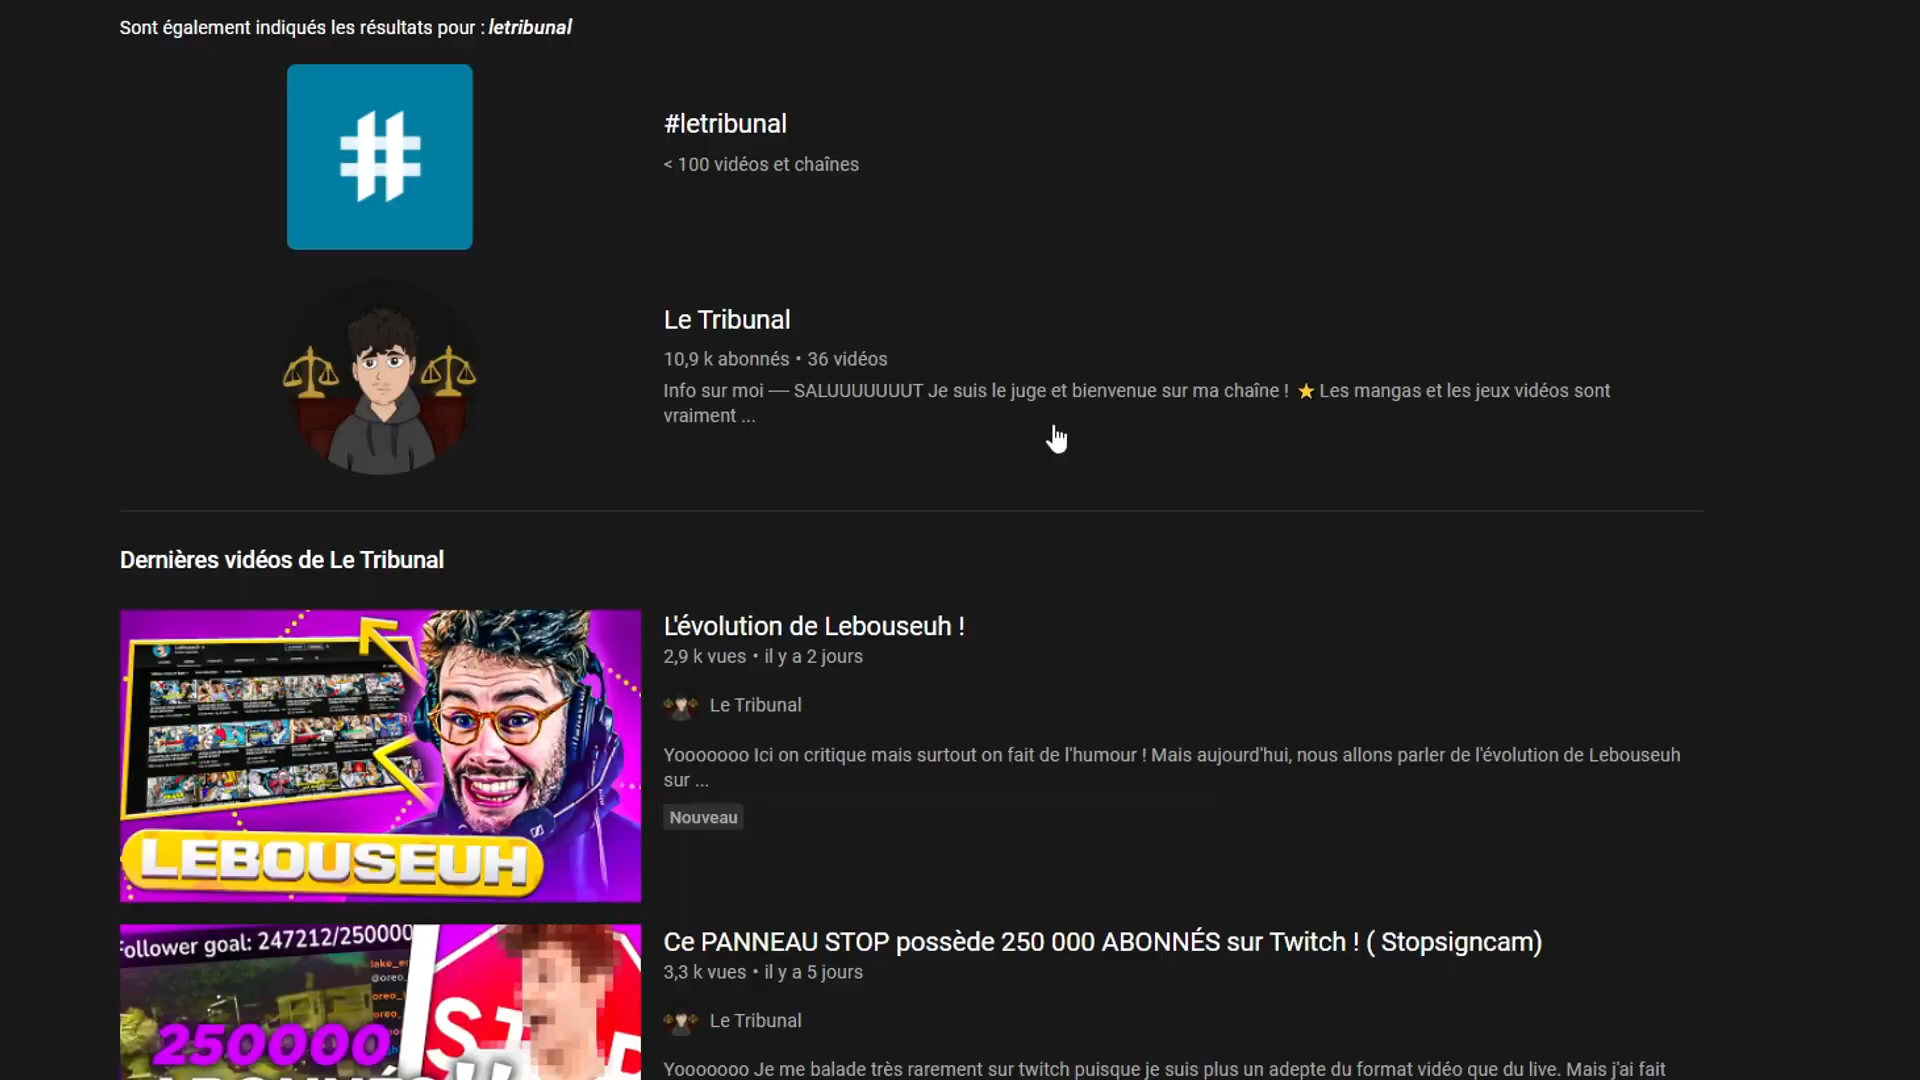 Sont également indiqués les résultats pour : letribunal
#letribunal
< 100 vidéos et chaînes
Le Tribunal
10,9 k abonnés • 36 vidéos
Info sur moi — SALUUUUUUUT Je suis le juge et bienvenue sur ma chaîne ! ⭐ Les mangas et les jeux vidéos sont
vraiment ...
Dernières vidéos de Le Tribunal
LEBOUSEUH
L'évolution de Lebouseuh !
2,9 k vues • il y a 2 jours
Le Tribunal
Yooooooo Ici on critique mais surtout on fait de l'humour ! Mais aujourd'hui, nous allons parler de l'évolution de Lebouseuh
sur ...
Nouveau
Follower goal: 247212/250000
250000
Ce PANNEAU STOP possède 250 000 ABONNÉS sur Twitch ! ( Stopsigncam)
3,3 k vues • il y a 5 jours
Le Tribunal
Yooooooo Je me balade très rarement sur twitch puisque je suis plus un adepte du format vidéo que du live. Mais j'ai fait